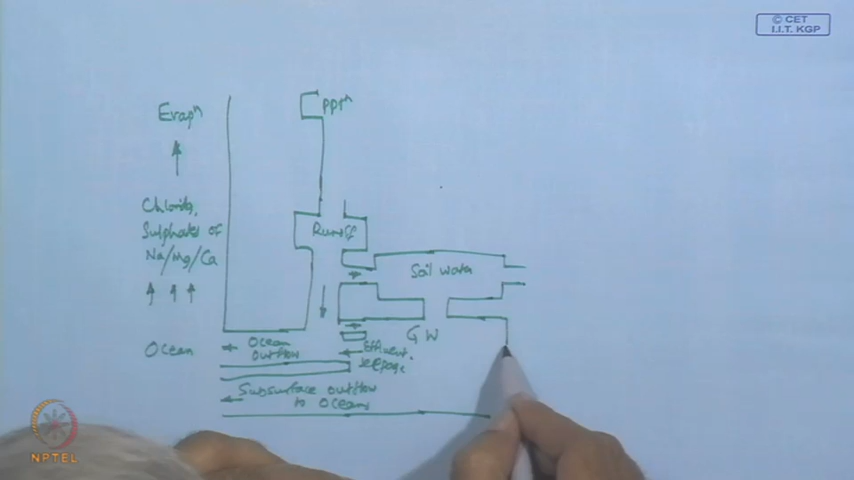 © CET
I.I.T. KGP
Evapⁿ
pptⁿ
Chloride,
Sulphates of
Na/Mg/Ca
Runoff
Soil water
GW
Ocean
Ocean
outflow
Effluent
seepage
Subsurface outflow
to Oceans
NPTEL